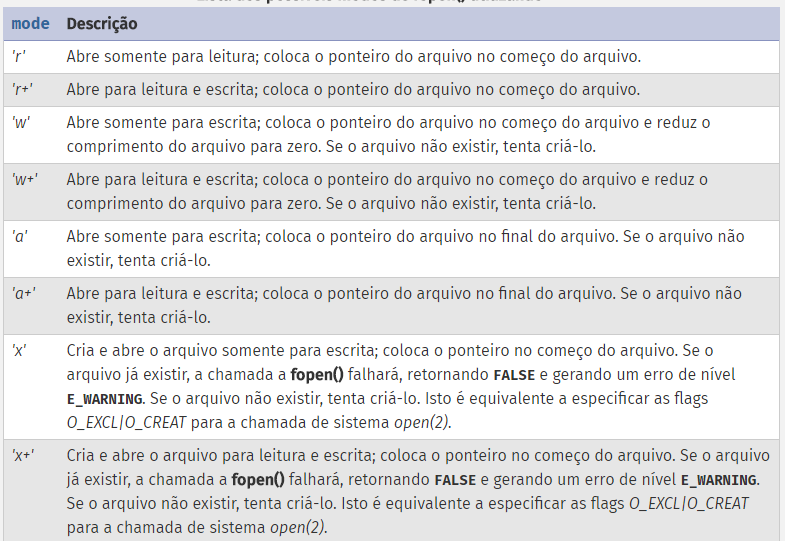 Lista dos possíveis modos de fopen() utilizando
mode Descrição
'r' Abre somente para leitura; coloca o ponteiro do arquivo no começo do arquivo.
'r+' Abre para leitura e escrita; coloca o ponteiro do arquivo no começo do arquivo.
'w' Abre somente para escrita; coloca o ponteiro do arquivo no começo do arquivo e reduz o
comprimento do arquivo para zero. Se o arquivo não existir, tenta criá-lo.
'w+' Abre para leitura e escrita; coloca o ponteiro do arquivo no começo do arquivo e reduz o
comprimento do arquivo para zero. Se o arquivo não existir, tenta criá-lo.
'a' Abre somente para escrita; coloca o ponteiro do arquivo no final do arquivo. Se o arquivo não
existir, tenta criá-lo.
'a+' Abre para leitura e escrita; coloca o ponteiro do arquivo no final do arquivo. Se o arquivo não
existir, tenta criá-lo.
'x' Cria e abre o arquivo somente para escrita; coloca o ponteiro no começo do arquivo. Se o
arquivo já existir, a chamada a fopen() falhará, retornando FALSE e gerando um erro de nível
E_WARNING. Se o arquivo não existir, tenta criá-lo. Isto é equivalente a especificar as flags
O_EXCL|O_CREAT para a chamada de sistema open(2).
'x+' Cria e abre o arquivo para leitura e escrita; coloca o ponteiro no começo do arquivo. Se o arquivo
já existir, a chamada a fopen() falhará, retornando FALSE e gerando um erro de nível E_WARNING.
Se o arquivo não existir, tenta criá-lo. Isto é equivalente a especificar as flags O_EXCL|O_CREAT
para a chamada de sistema open(2).